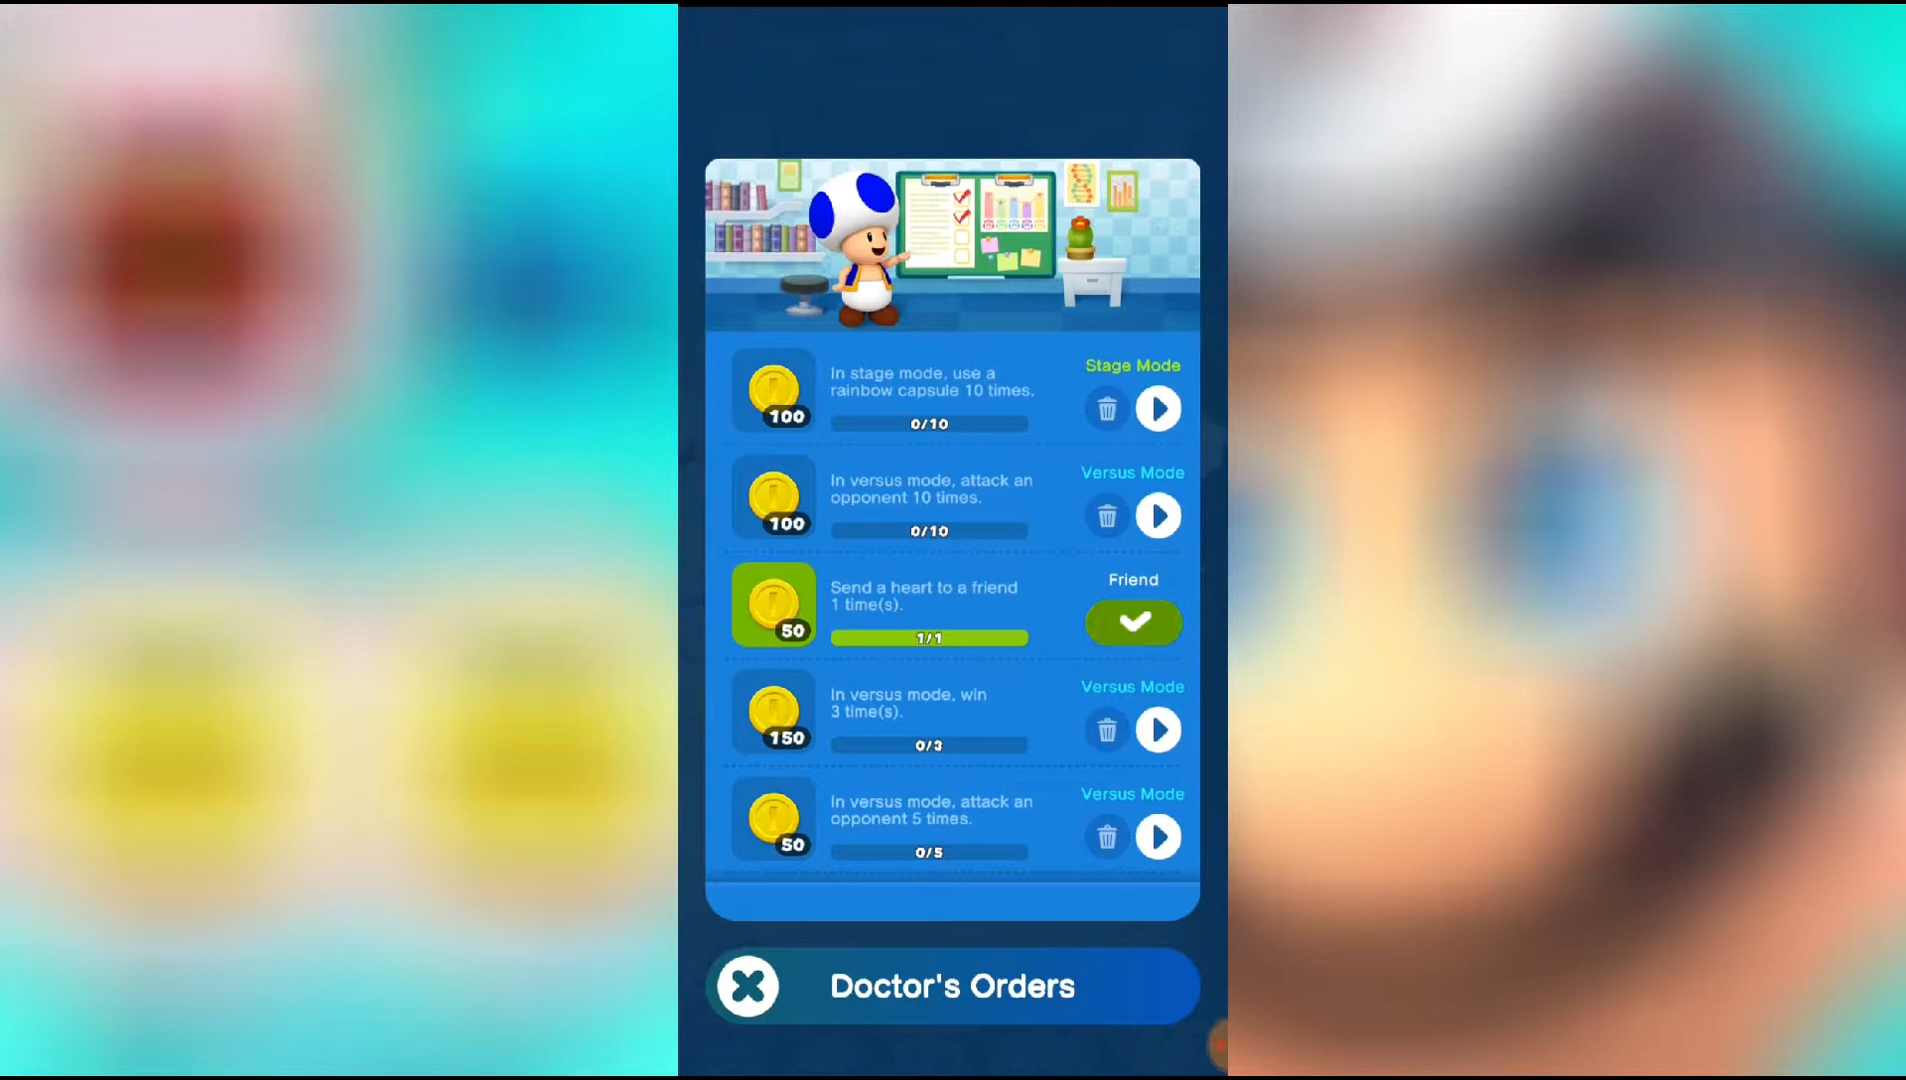 Stage Mode
In stage mode, use a
rainbow capsule 10 times.
100
0/10
Versus Mode
In versus mode, attack an
opponent 10 times.
100
0/10
Friend
Send a heart to a friend
1 time(s).
50
1/1
Versus Mode
In versus mode, win
3 time(s).
150
0/3
Versus Mode
In versus mode, attack an
opponent 5 times.
50
0/5
Doctor's Orders